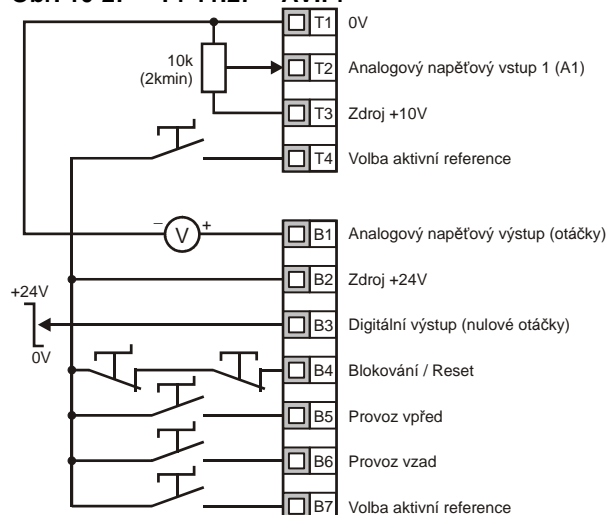 T1 0V
10k
(2kmin)
T2 Analogový napěťový vstup 1 (A1)
T3 Zdroj +10V
T4 Volba aktivní reference
− V +
B1 Analogový napěťový výstup (otáčky)
B2 Zdroj +24V
+24V
B3 Digitální výstup (nulové otáčky)
0V
B4 Blokování / Reset
B5 Provoz vpřed
B6 Provoz vzad
B7 Volba aktivní reference